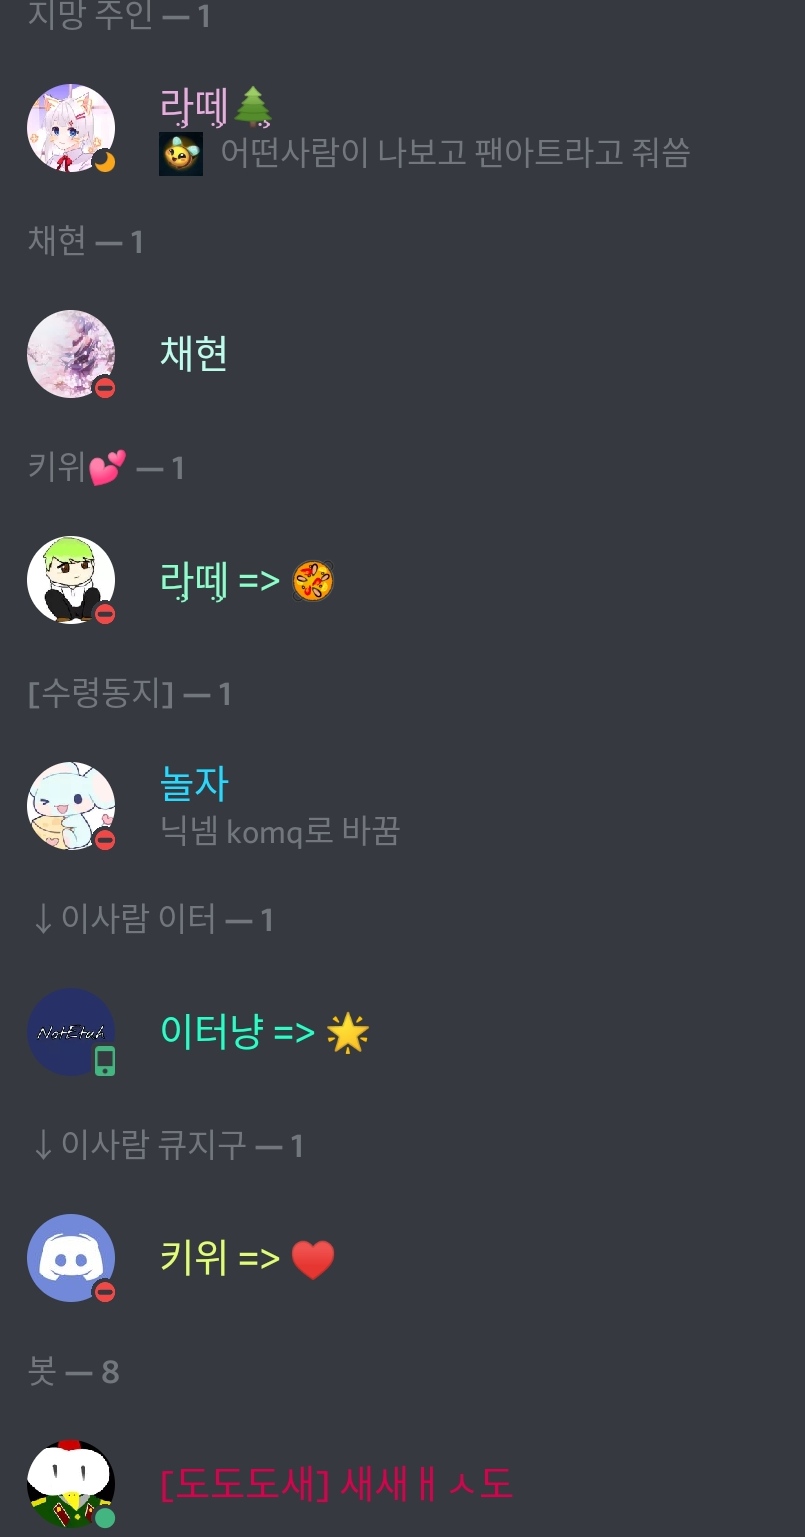 지망 주인 — 1
라떼🌲
어떤사람이 나보고 팬아트라고 줘씀
채현 — 1
채현
키위💕 — 1
라떼 => 🥘
[수령동지] — 1
놀자
닉넴 komq로 바꿈
↓이사람 이터 — 1
NotEtuh
이터냥 => 🌟
↓이사람 큐지구 — 1
키위 => ❤️
봇 — 8
[도도도새] 새새ㅐㅅ도